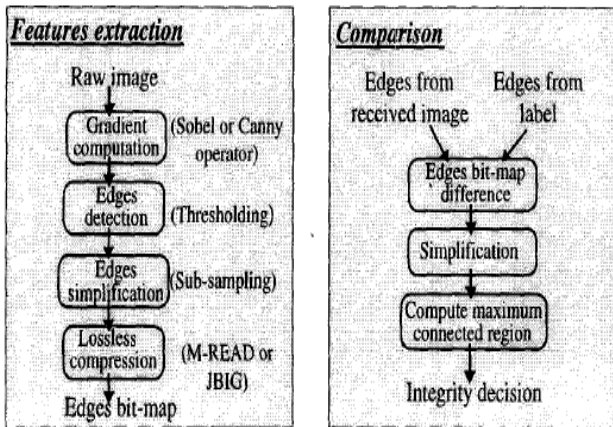 Features extraction
Raw image
Gradient
computation
(Sobel or Canny
operator)
Edges
detection
(Thresholding)
Edges
simplification
(Sub-sampling)
Lossless
compression
(M-READ or
JBIG)
Edges bit-map
Comparison
Edges from
received image
Edges from
label
Edges bit-map
difference
Simplification
Compute maximum
connected region
Integrity decision